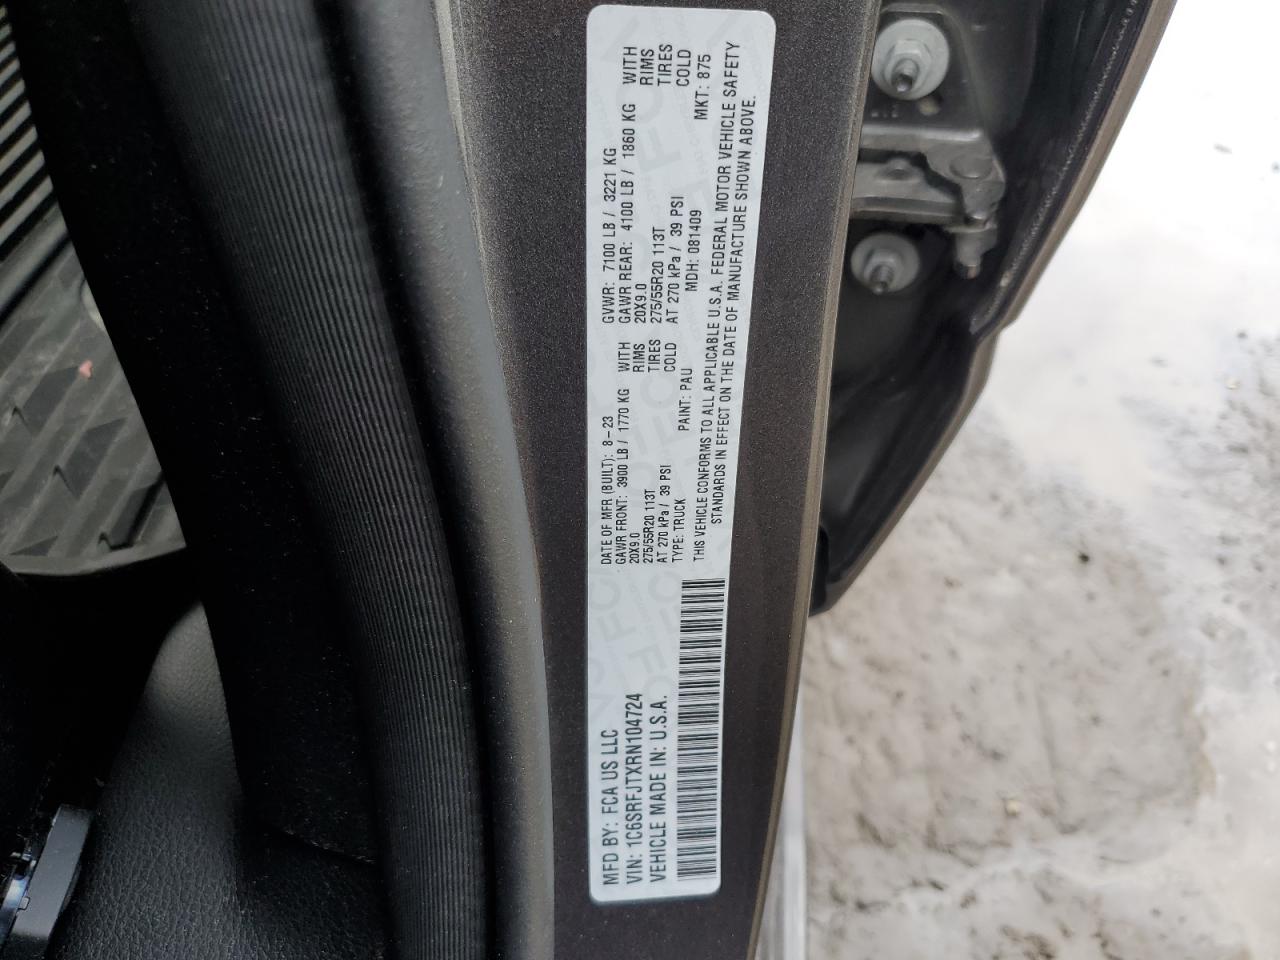 MFD BY: FCA US LLC
DATE OF MFR (BUILT): 8-23
GVWR: 7100 LB / 3221 KG
VIN: 1C6SRFJTXRN104724
GAWR FRONT: 3900 LB / 1770 KG WITH
GAWR REAR: 4100 LB / 1860 KG WITH
VEHICLE MADE IN: U.S.A.
20X9.0 RIMS
20X9.0 RIMS
275/55R20 113T TIRES
275/55R20 113T TIRES
AT 270 kPa / 39 PSI COLD
AT 270 kPa / 39 PSI COLD
TYPE: TRUCK PAINT: PAU MDH: 081409 MKT: 875
THIS VEHICLE CONFORMS TO ALL APPLICABLE U.S.A. FEDERAL MOTOR VEHICLE SAFETY
STANDARDS IN EFFECT ON THE DATE OF MANUFACTURE SHOWN ABOVE.